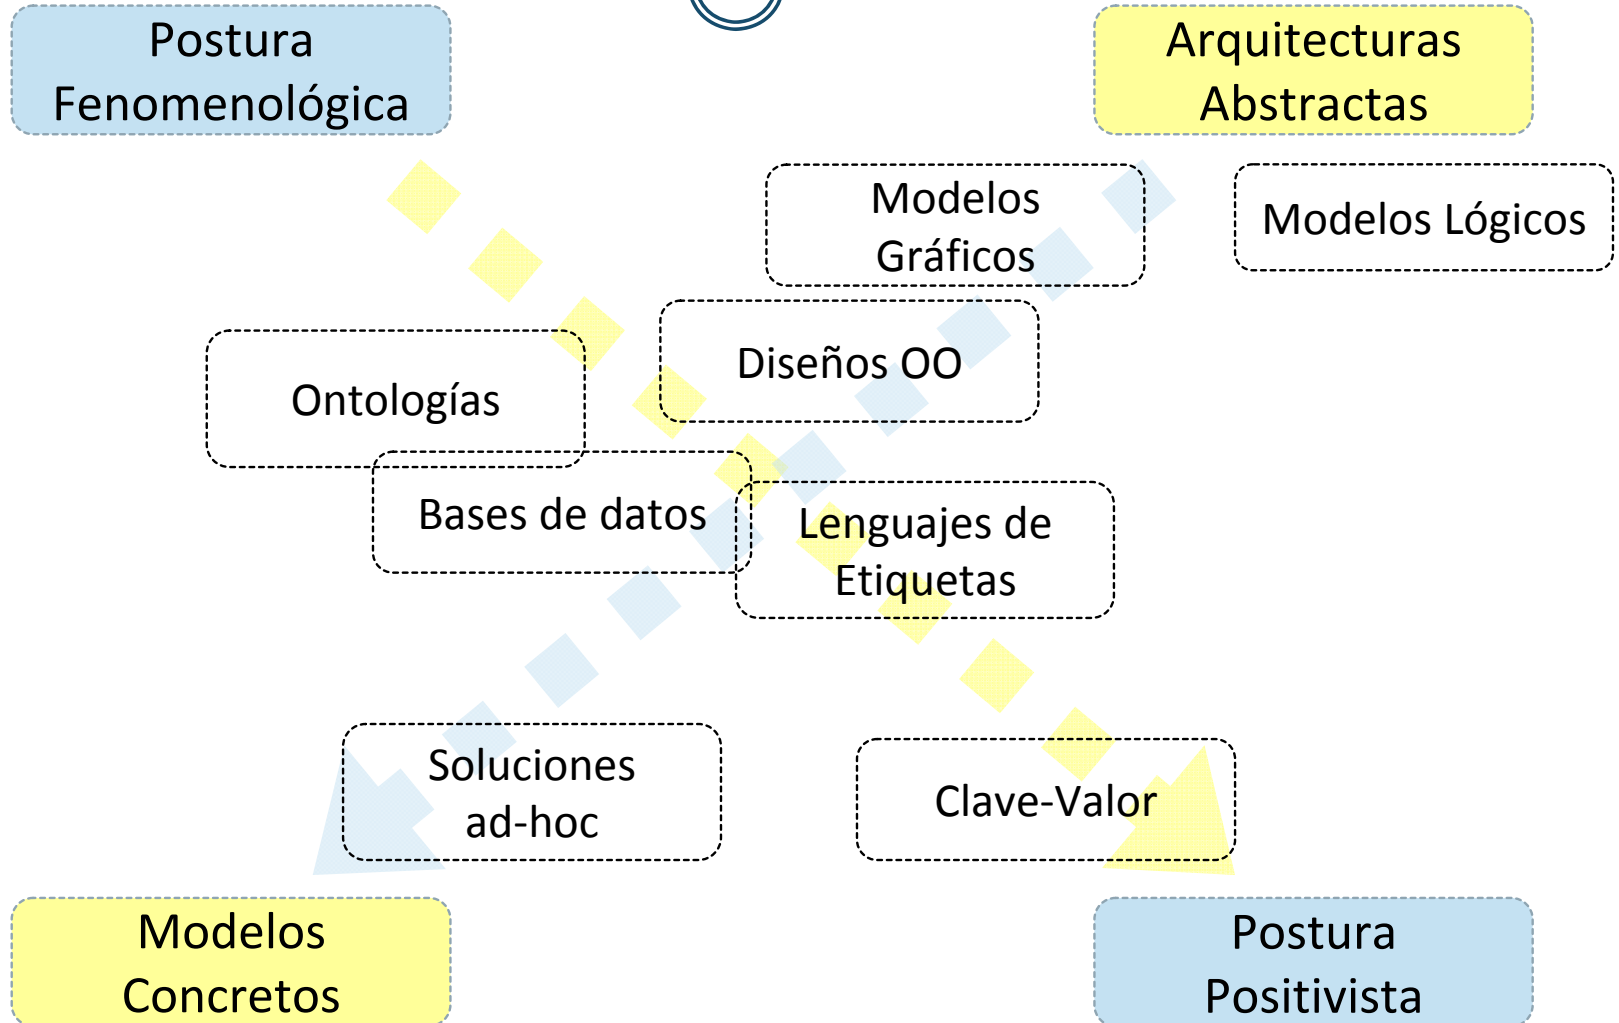 Postura
Fenomenológica
Arquitecturas
Abstractas
Modelos
Gráficos
Modelos Lógicos
Diseños OO
Ontologías
Bases de datos
Lenguajes de
Etiquetas
Soluciones
ad-hoc
Clave-Valor
Modelos
Concretos
Postura
Positivista